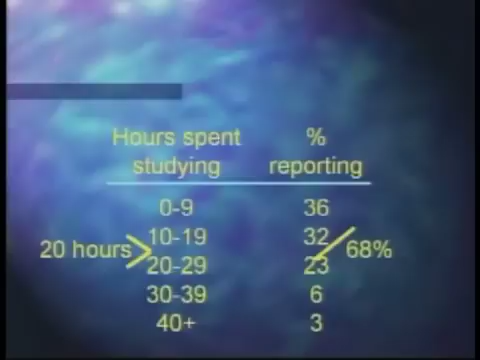 Hours spent %
studying reporting
0-9 36
10-19 32
20 hours 68%
20-29 23
30-39 6
40+ 3